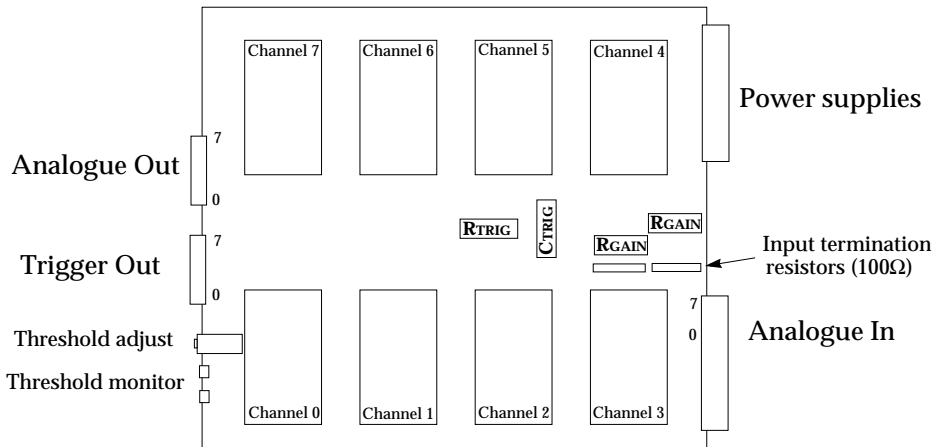 Channel 7
Channel 6
Channel 5
Channel 4
Power supplies
7
Analogue Out
0
RTRIG
CTRIG
RGAIN
RGAIN
7
Trigger Out
0
Input termination
resistors (100Ω)
7
0
Analogue In
Threshold adjust
Threshold monitor
Channel 0
Channel 1
Channel 2
Channel 3